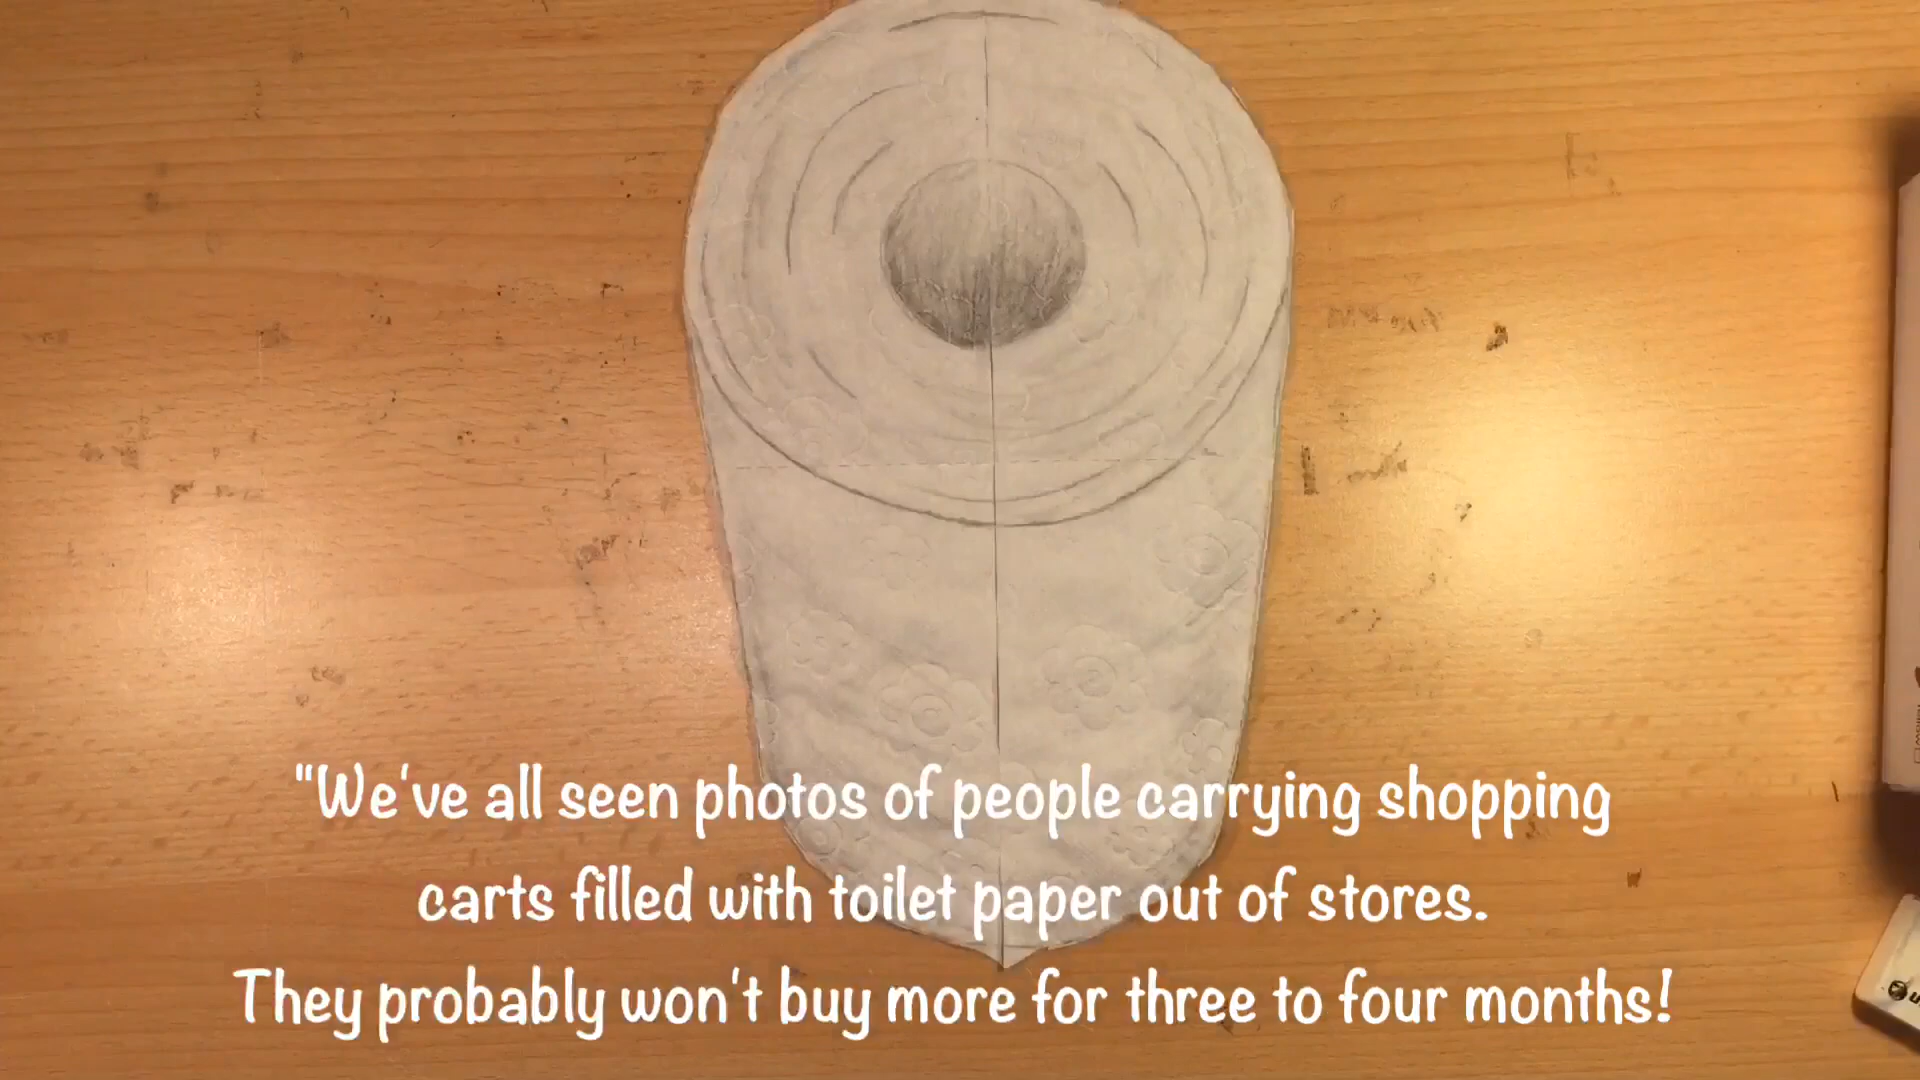 "We've all seen photos of people carrying shopping
carts filled with toilet paper out of stores.
They probably won't buy more for three to four months!